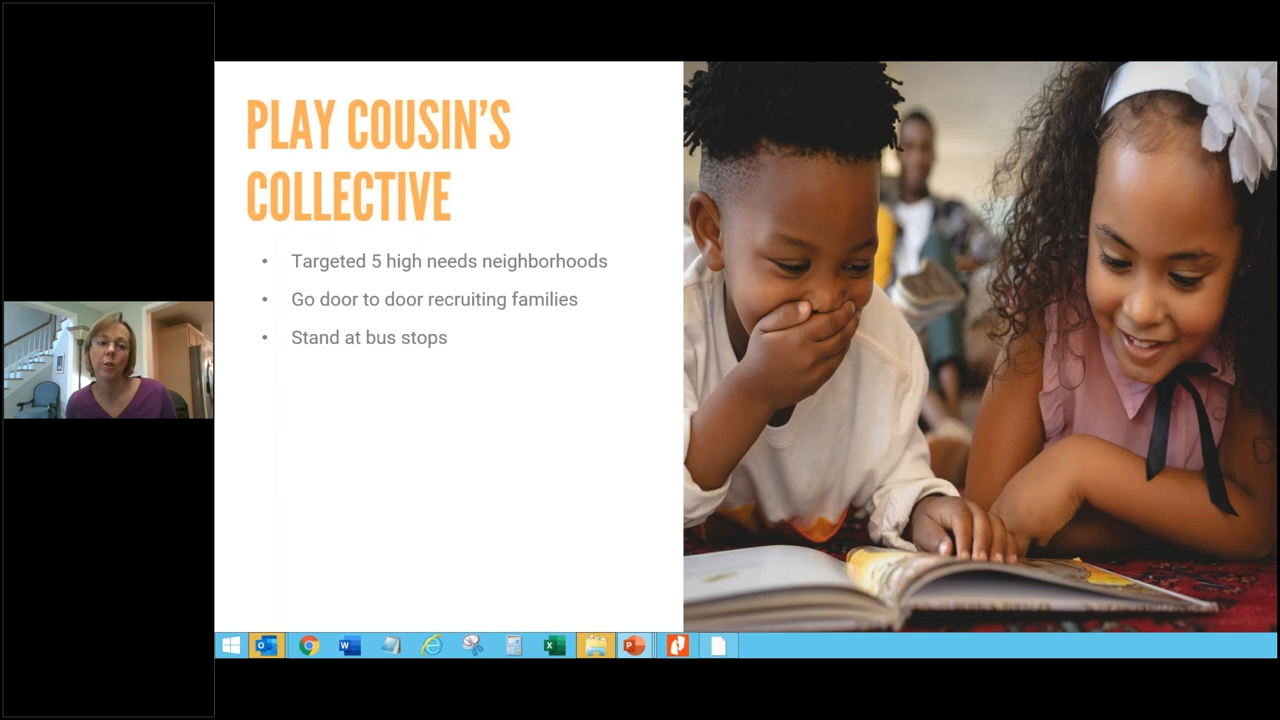 PLAY COUSIN'S
COLLECTIVE
• Targeted 5 high needs neighborhoods
• Go door to door recruiting families
• Stand at bus stops